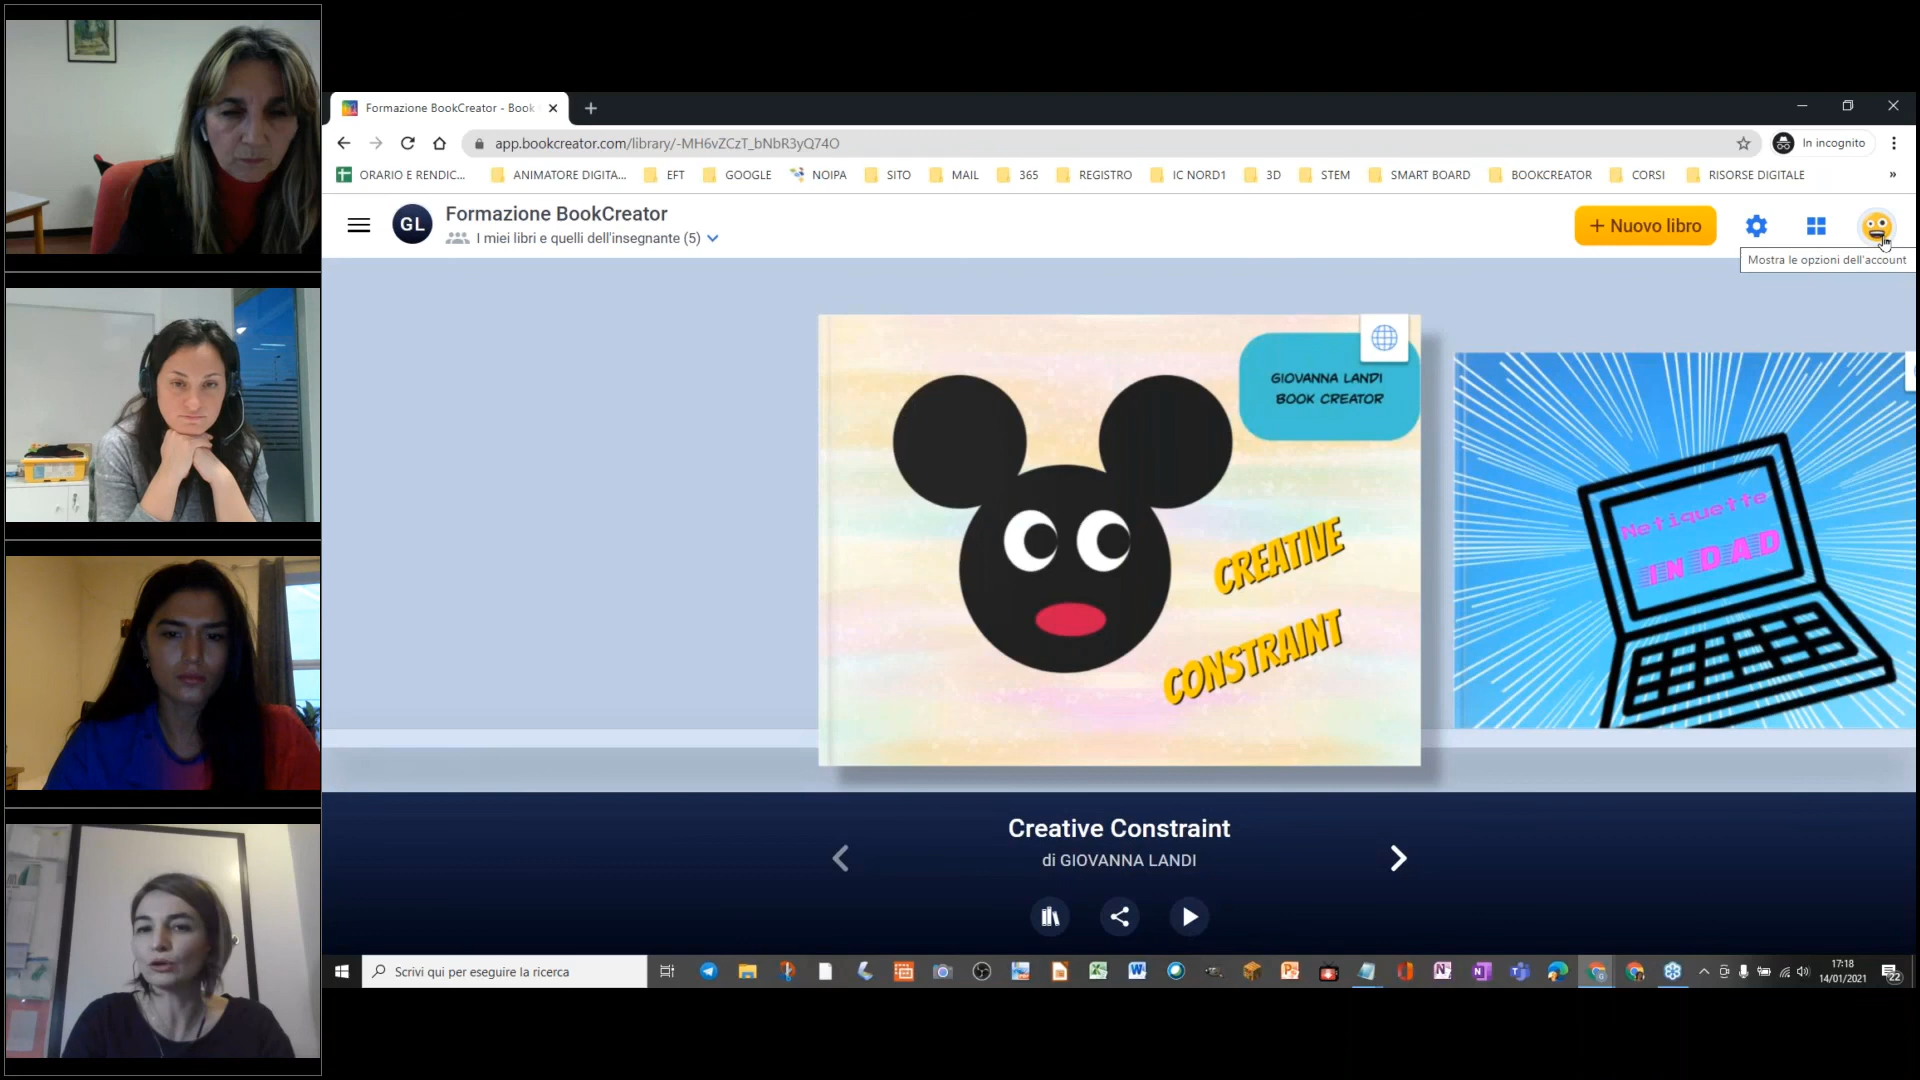 Formazione BookCreator - Book
app.bookcreator.com/library/-MH6vZCzT_bNbR3yQ74O
In incognito
ORARIO E RENDIC...
ANIMATORE DIGITA...
EFT
GOOGLE
NOIPA
SITO
MAIL
365
REGISTRO
IC NORD1
3D
STEM
SMART BOARD
BOOKCREATOR
CORSI
RISORSE DIGITALE
»
GL
Formazione BookCreator
I miei libri e quelli dell'insegnante (5)
+ Nuovo libro
Mostra le opzioni dell'account
GIOVANNA LANDI
BOOK CREATOR
CREATIVE
CONSTRAINT
Netiquette
IN DAD
Creative Constraint
di GIOVANNA LANDI
Scrivi qui per eseguire la ricerca
17:18
14/01/2021
22